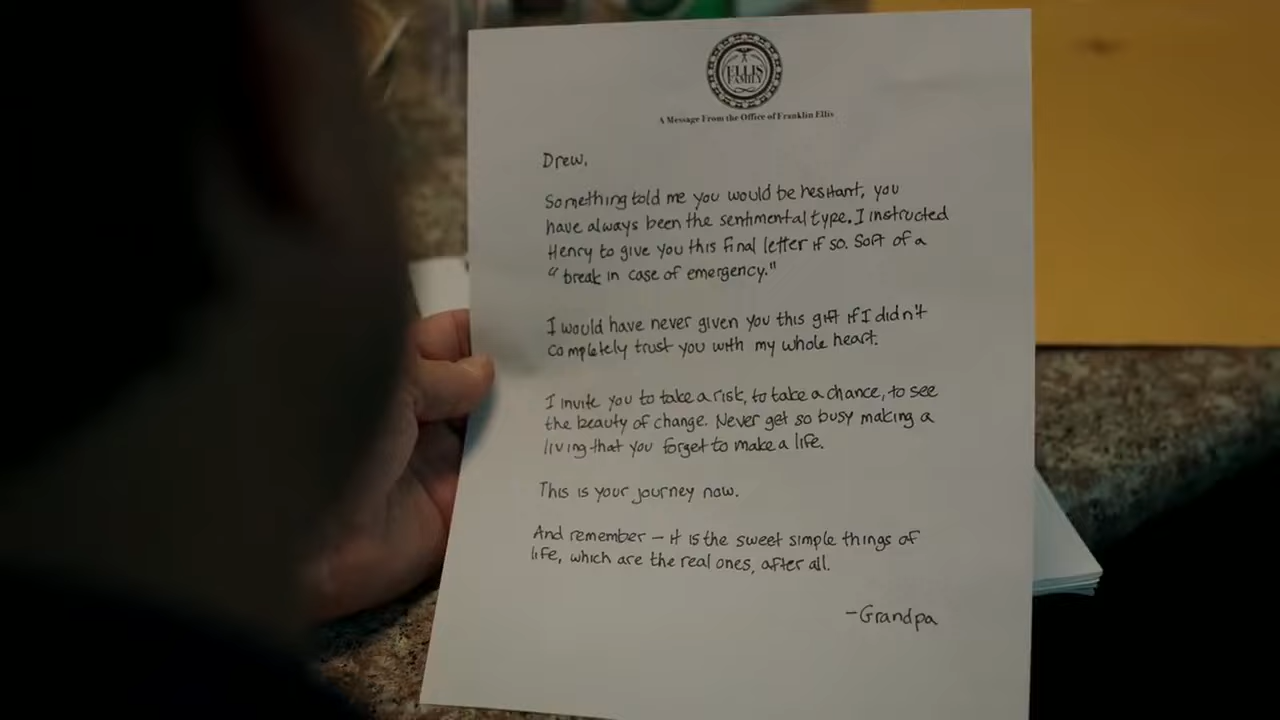 ELLIS
FAMILY
A Message From the Office of Franklin Ellis
Drew,
Something told me you would be hesitant, you
have always been the sentimental type. I instructed
Henry to give you this final letter if so. Sort of a
"break in case of emergency."
I would have never given you this gift if I didn't
completely trust you with my whole heart.
I invite you to take a risk, to take a chance, to see
the beauty of change. Never get so busy making a
living that you forget to make a life.
This is your journey now.
And remember – it is the sweet simple things of
life, which are the real ones, after all.
-Grandpa